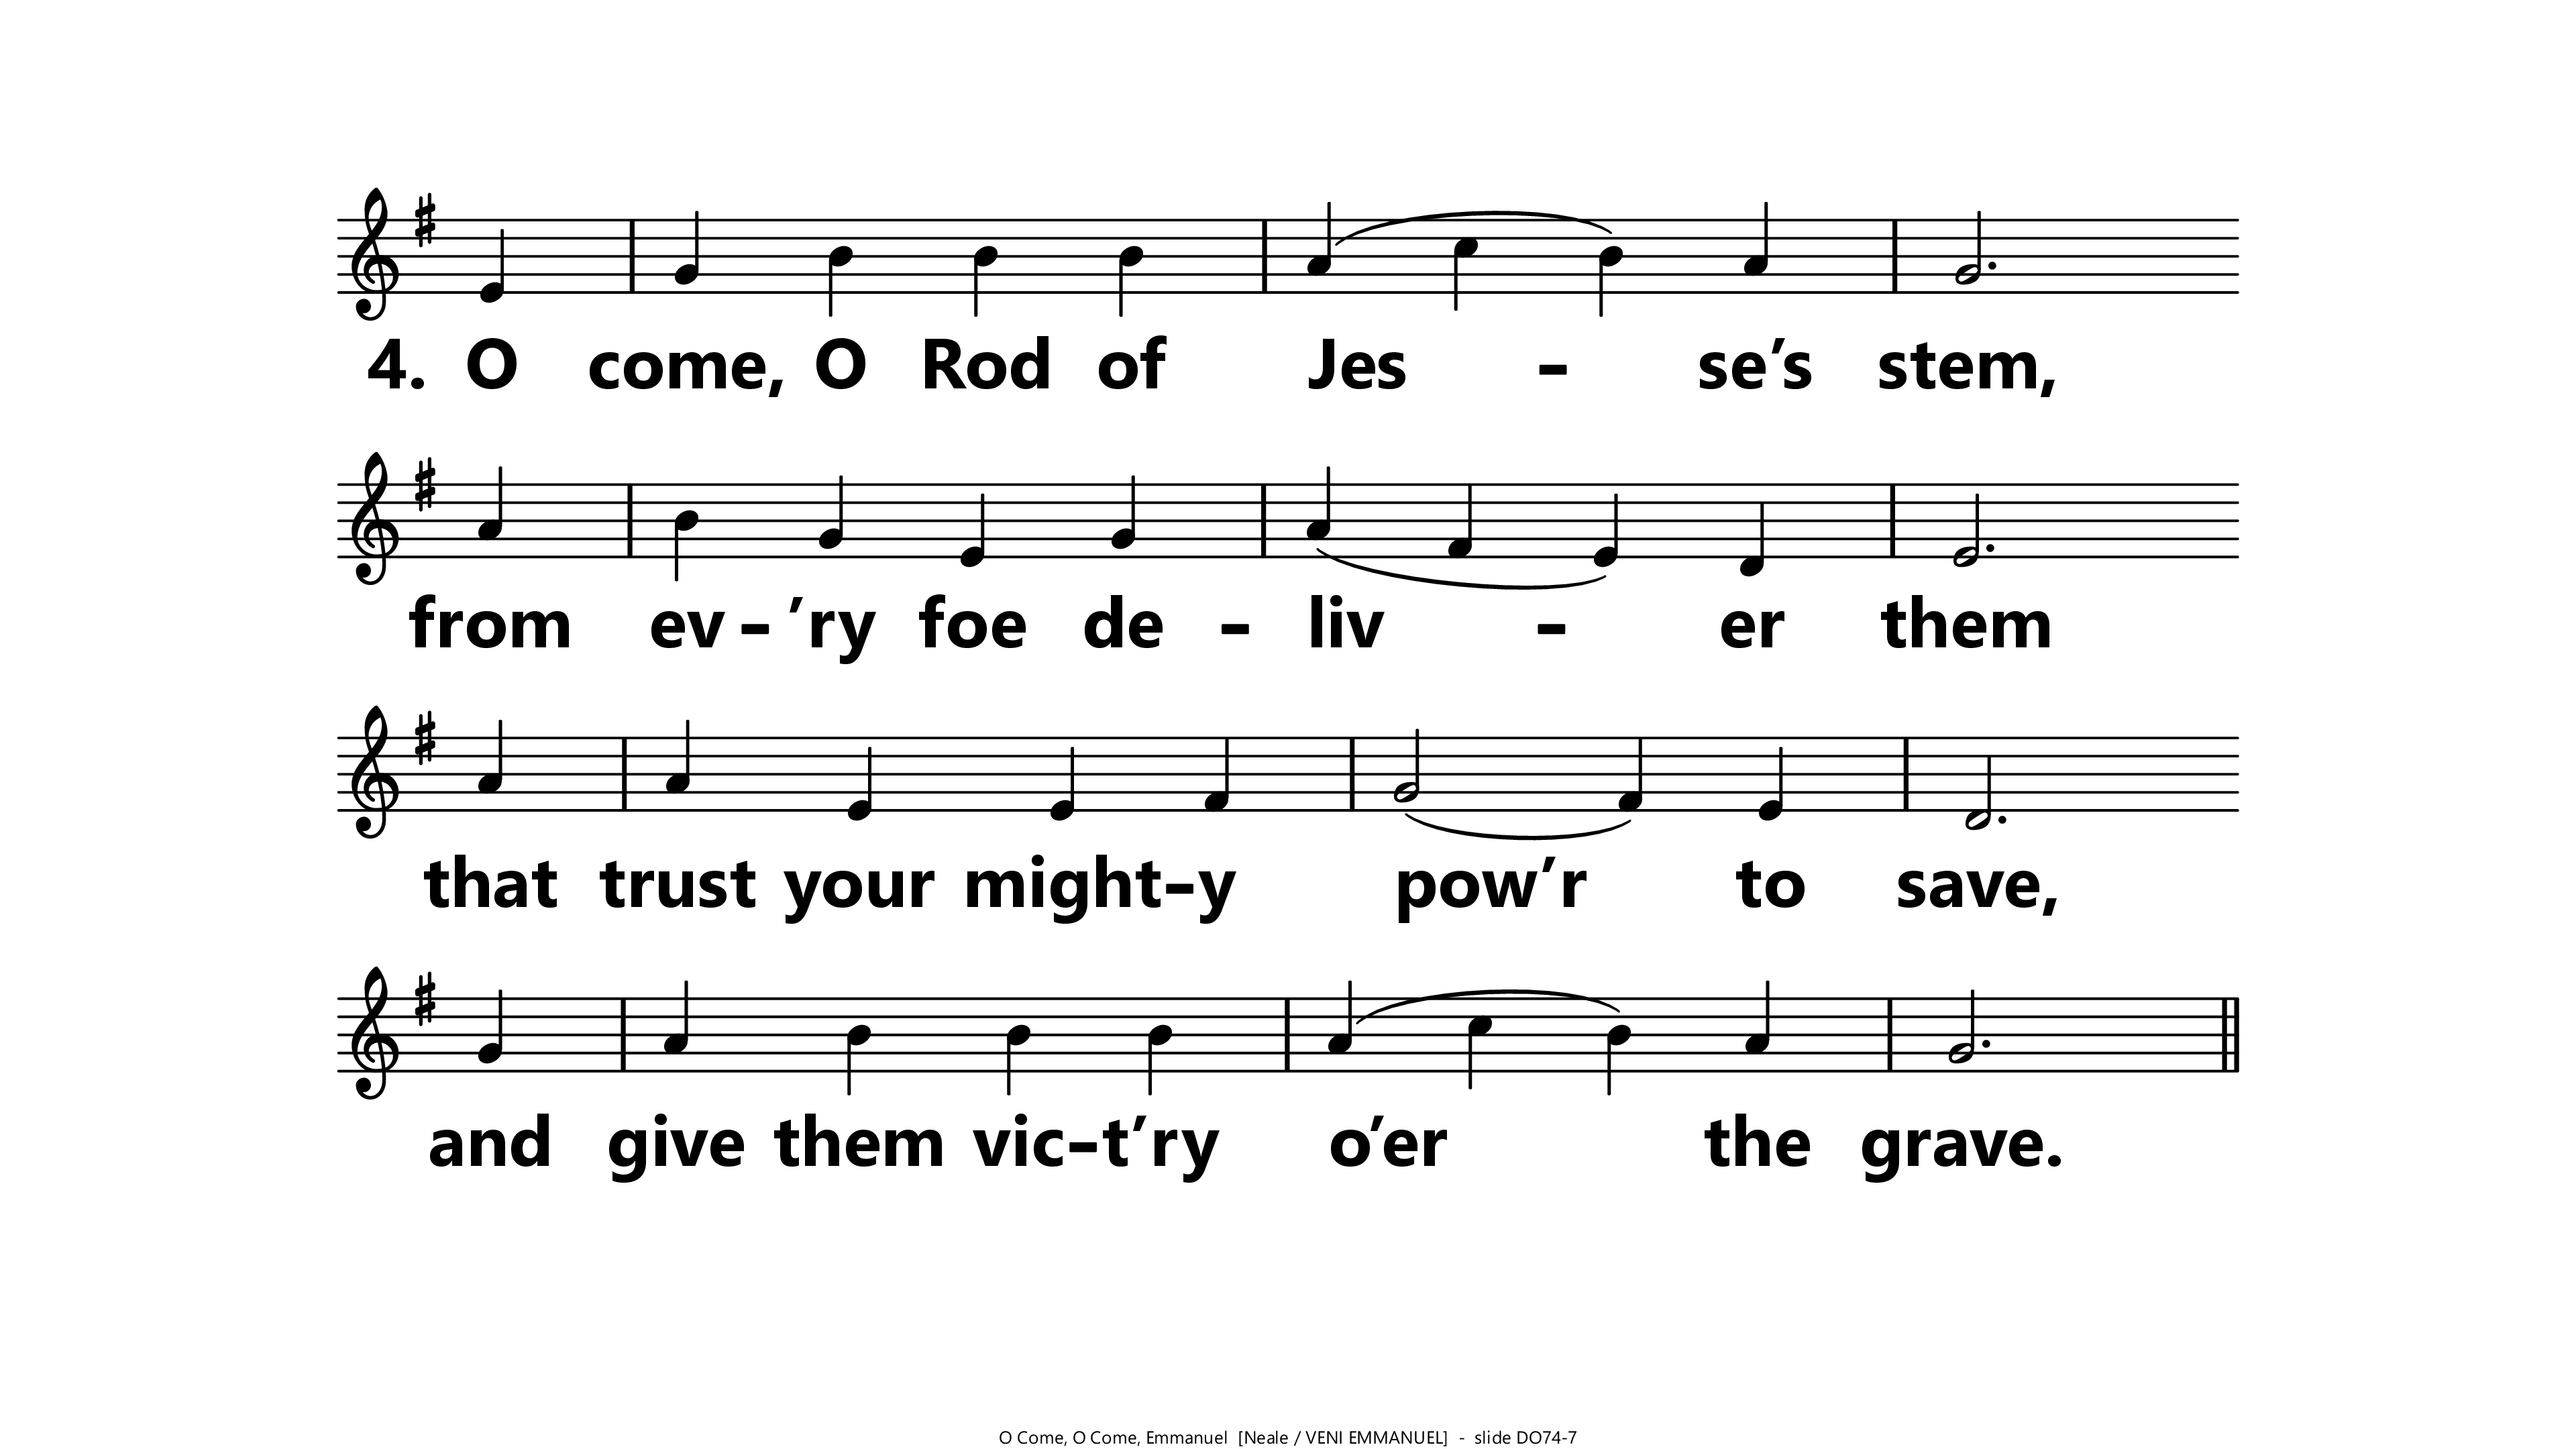 4. O come, O Rod of Jes - se’s stem,
from ev - ’ry foe de - liv - er them
that trust your might-y pow’r to save,
and give them vic-t’ry o’er the grave.
O Come, O Come, Emmanuel [Neale / VENI EMMANUEL] - slide DO74-7